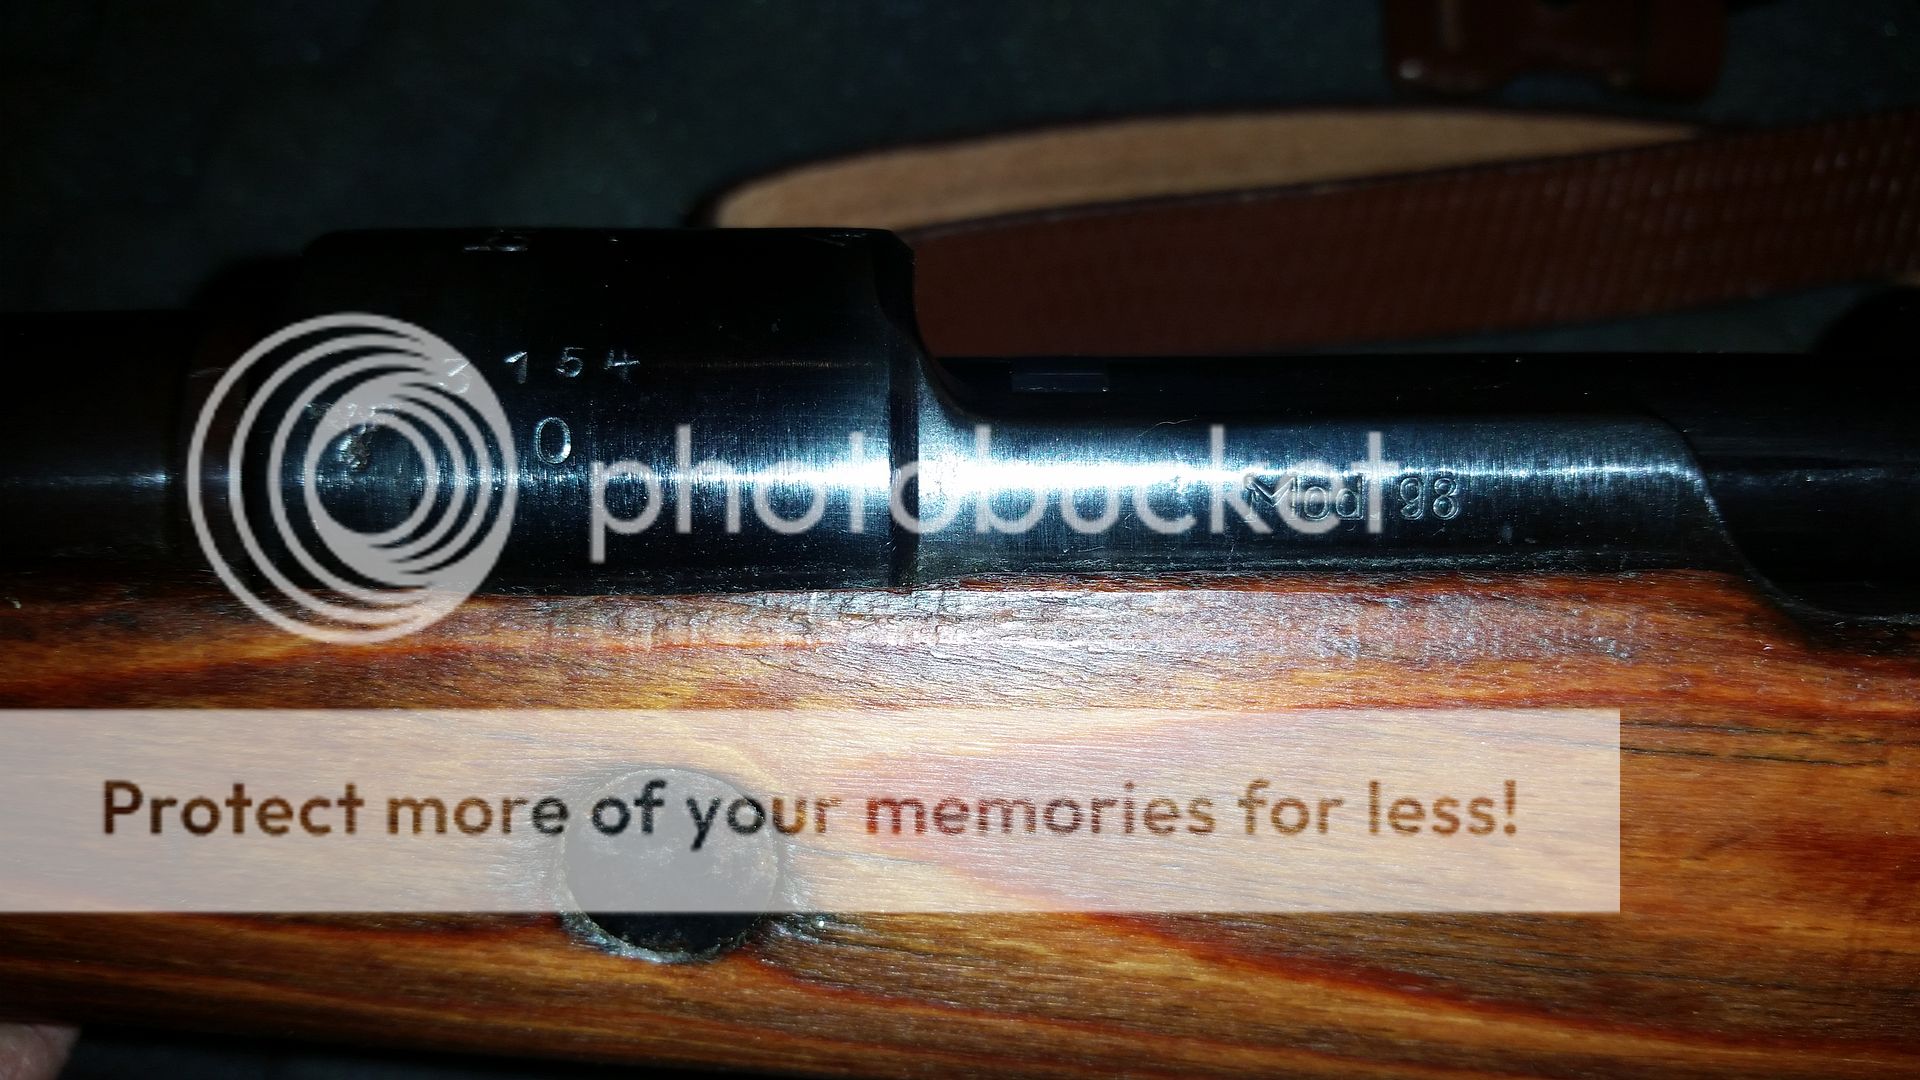 3154
0
photobucket
Mod. 98
Protect more of your memories for less!